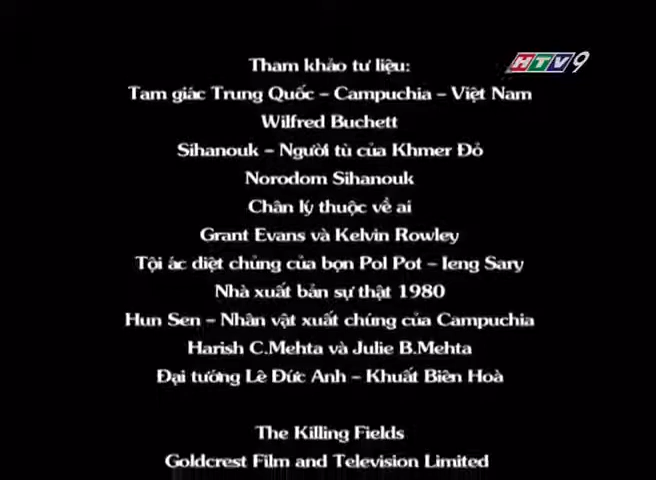 Tham khảo tư liệu:
HTV9
Tam giác Trung Quốc - Campuchia - Việt Nam
Wilfred Buchett
Sihanouk - Người tù của Khmer Đỏ
Norodom Sihanouk
Chân lý thuộc về ai
Grant Evans và Kelvin Rowley
Tội ác diệt chủng của bọn Pol Pot - Ieng Sary
Nhà xuất bản sự thật 1980
Hun Sen - Nhân vật xuất chúng của Campuchia
Harish C.Mehta và Julie B.Mehta
Đại tướng Lê Đức Anh - Khuất Biên Hoà
The Killing Fields
Goldcrest Film and Television Limited